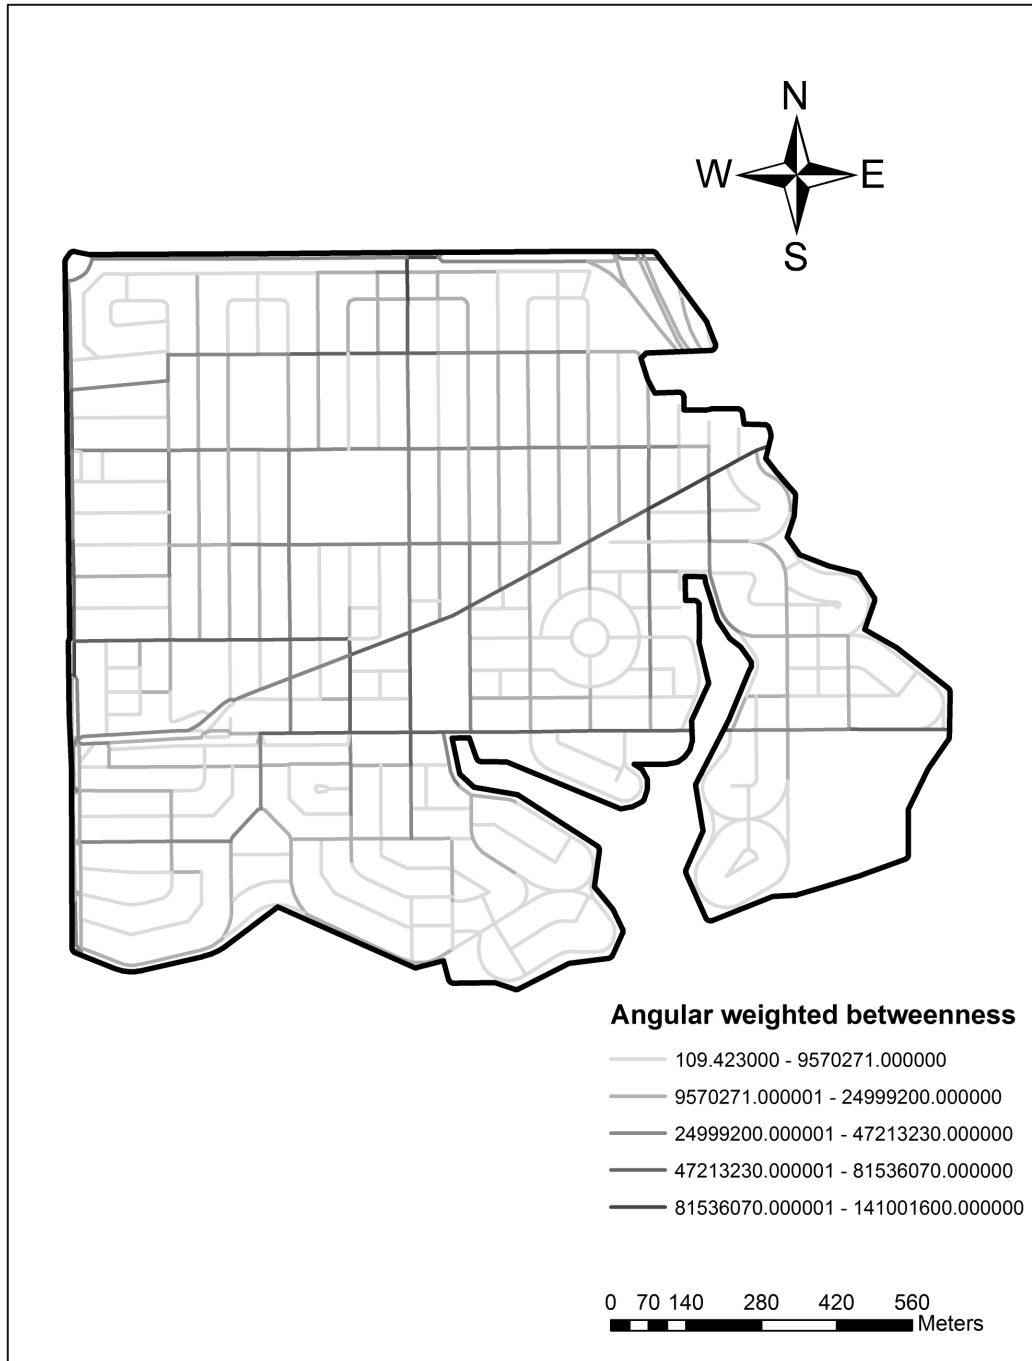 N
W E
S
Angular weighted betweenness
109.423000 - 9570271.000000
9570271.000001 - 24999200.000000
24999200.000001 - 47213230.000000
47213230.000001 - 81536070.000000
81536070.000001 - 141001600.000000
0 70 140 280 420 560
Meters